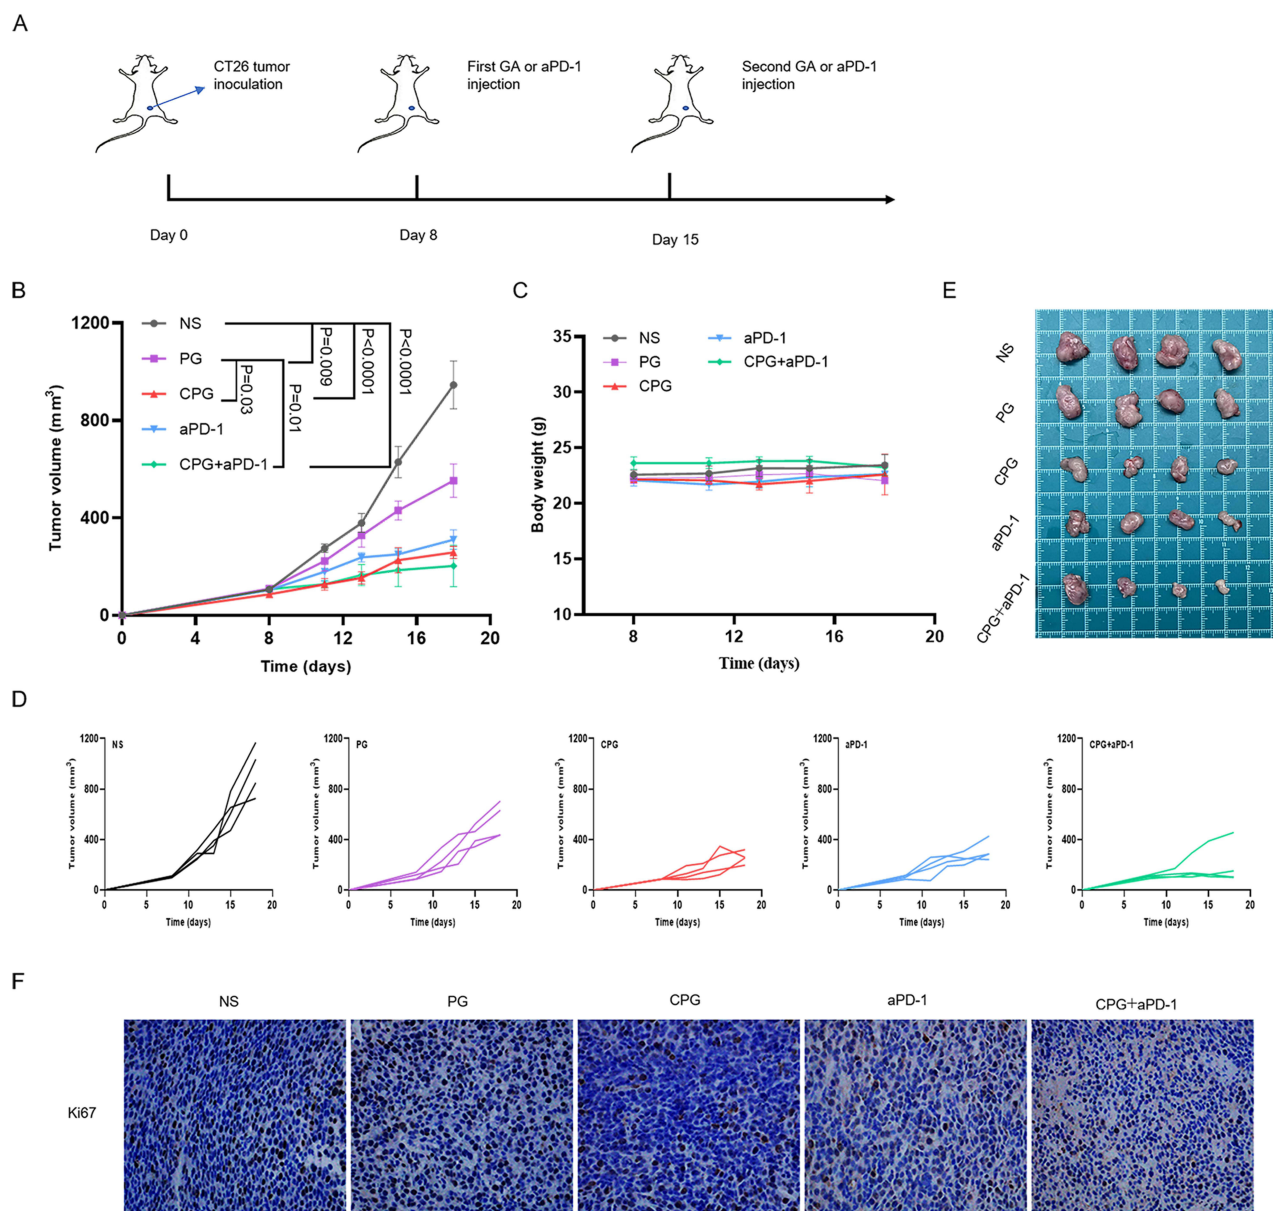 A
CT26 tumor
inoculation
First GA or aPD-1
injection
Second GA or aPD-1
injection
Day 0
Day 8
Day 15
B
Tumor volume (mm³)
1200
800
400
0
0
4
8
12
16
20
Time (days)
NS
PG
CPG
aPD-1
CPG+aPD-1
P=0.03
P=0.01
P=0.009
P<0.0001
P<0.0001
C
Body weight (g)
35
30
25
20
15
10
8
12
16
20
Time (days)
NS
PG
CPG
aPD-1
CPG+aPD-1
E
NS
PG
CPG
aPD-1
CPG+aPD-1
D
Tumor volume (mm³)
1200
800
400
0
NS
0
5
10
15
20
Time (days)
Tumor volume (mm³)
1200
800
400
0
PG
0
5
10
15
20
Time (days)
Tumor volume (mm³)
1200
800
400
0
CPG
0
5
10
15
20
Time (days)
Tumor volume (mm³)
1200
800
400
0
aPD-1
0
5
10
15
20
Time (days)
Tumor volume (mm³)
1200
800
400
0
CPG+aPD-1
0
5
10
15
20
Time (days)
F
NS
PG
CPG
aPD-1
CPG+aPD-1
Ki67